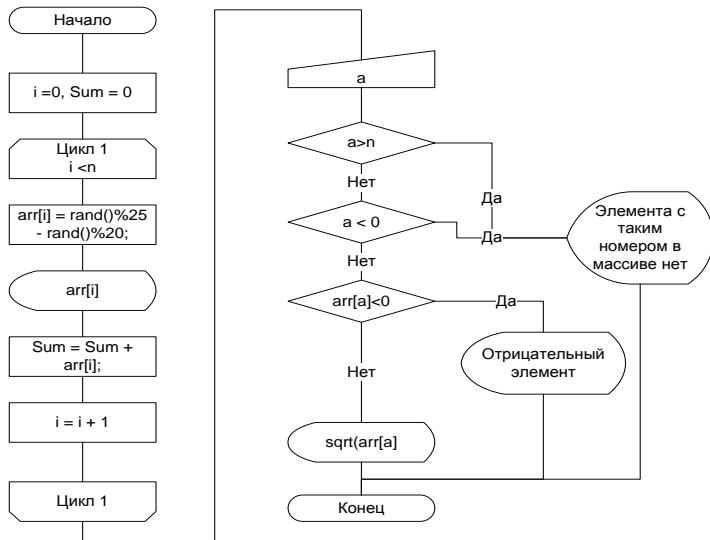 Начало
i =0, Sum = 0
Цикл 1
i <n
arr[i] = rand()%25
- rand()%20;
arr[i]
Sum = Sum +
arr[i];
i = i + 1
Цикл 1
a
a>n
Нет
Да
a < 0
Да
Элемента с
таким
номером в
массиве нет
Нет
arr[a]<0
Да
Отрицательный
элемент
Нет
sqrt(arr[a]
Конец